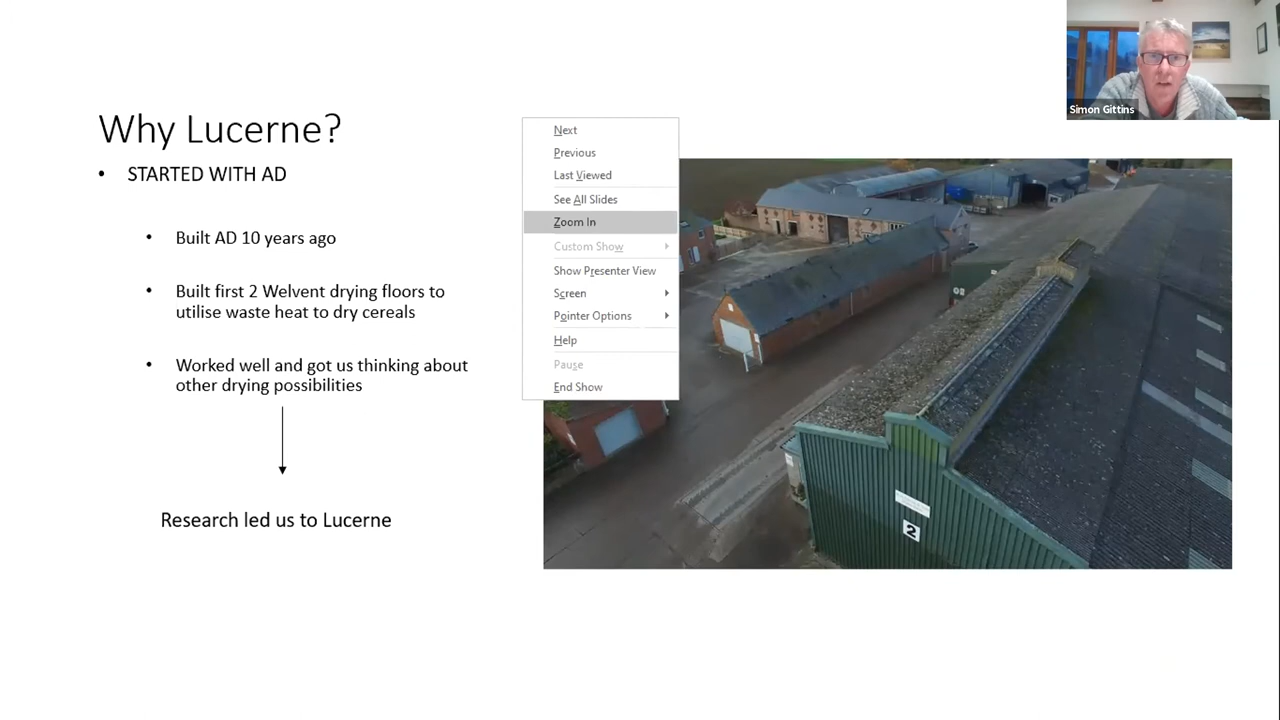 Simon Gittins
Why Lucerne?
• STARTED WITH AD
• Built AD 10 years ago
• Built first 2 Welvent drying floors to
utilise waste heat to dry cereals
• Worked well and got us thinking about
other drying possibilities
Research led us to Lucerne
Next
Previous
Last Viewed
See All Slides
Zoom In
Custom Show
Show Presenter View
Screen
Pointer Options
Help
Pause
End Show
2